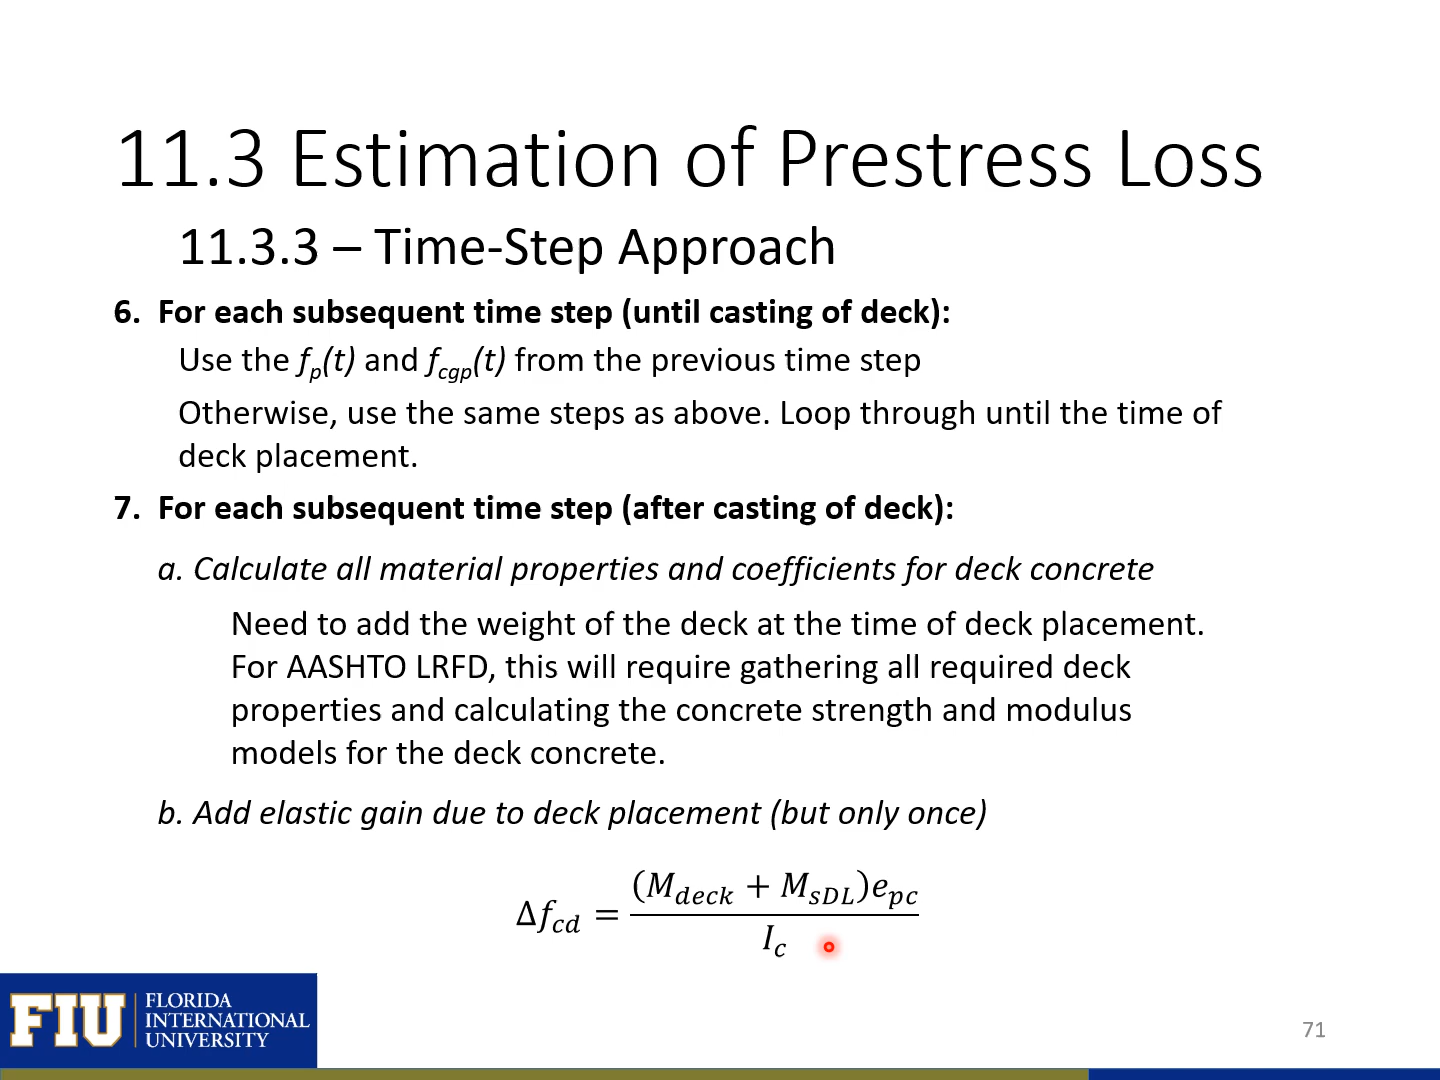 11.3 Estimation of Prestress Loss
11.3.3 – Time-Step Approach
6. For each subsequent time step (until casting of deck):
Use the fp(t) and fcgp(t) from the previous time step
Otherwise, use the same steps as above. Loop through until the time of
deck placement.
7. For each subsequent time step (after casting of deck):
a. Calculate all material properties and coefficients for deck concrete
Need to add the weight of the deck at the time of deck placement.
For AASHTO LRFD, this will require gathering all required deck
properties and calculating the concrete strength and modulus
models for the deck concrete.
b. Add elastic gain due to deck placement (but only once)
Δf_cd = (M_deck + M_sDL)e_pc / I_c
FIU FLORIDA
INTERNATIONAL
UNIVERSITY
71